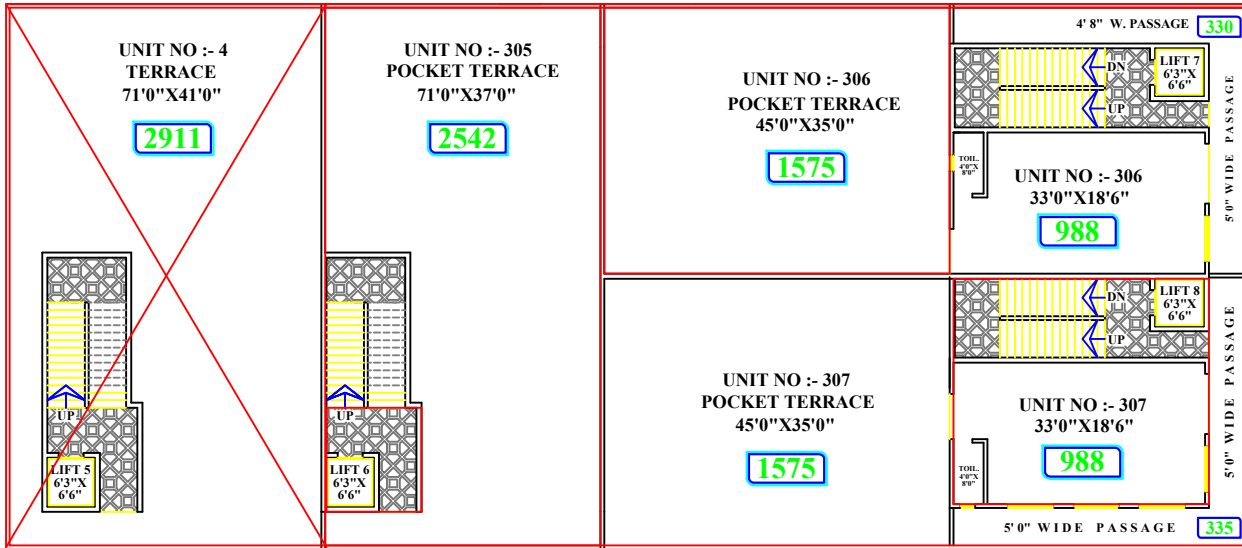 UNIT NO :- 4
TERRACE
71'0"X41'0"
2911
UP
LIFT 5
6'3"X
6'6"
UNIT NO :- 305
POCKET TERRACE
71'0"X37'0"
2542
UP
LIFT 6
6'3"X
6'6"
UNIT NO :- 306
POCKET TERRACE
45'0"X35'0"
1575
UNIT NO :- 307
POCKET TERRACE
45'0"X35'0"
1575
4' 8" W. PASSAGE
330
DN
UP
LIFT 7
6'3"X
6'6"
5'0" WIDE PASSAGE
TOIL.
4'0"X
8'0"
UNIT NO :- 306
33'0"X18'6"
988
DN
UP
LIFT 8
6'3"X
6'6"
5'0" WIDE PASSAGE
UNIT NO :- 307
33'0"X18'6"
988
TOIL.
4'0"X
8'0"
5'0" WIDE PASSAGE
335